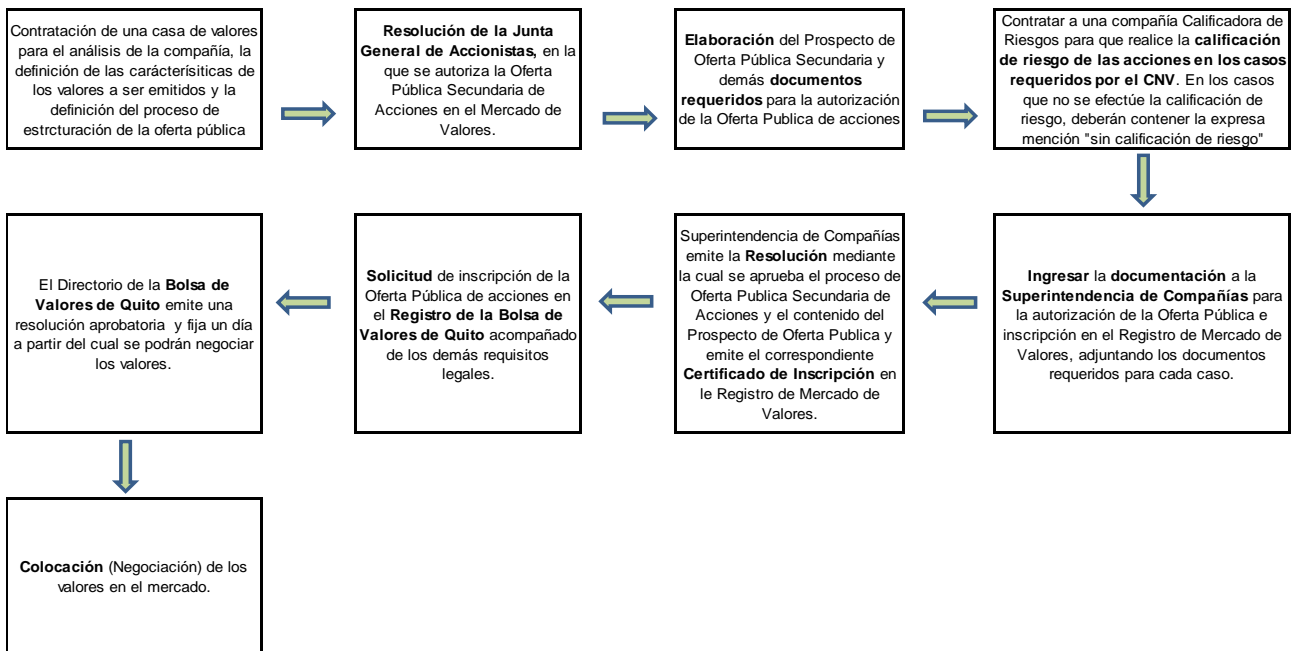 Contratación de una casa de valores
para el análisis de la compañía, la
definición de las carácterísiticas de
los valores a ser emitidos y la
definición del proceso de
estrcturación de la oferta pública
Resolución de la Junta
General de Accionistas, en la
que se autoriza la Oferta
Pública Secundaria de
Acciones en el Mercado de
Valores.
Elaboración del Prospecto de
Oferta Pública Secundaria y
demás documentos
requeridos para la autorización
de la Oferta Publica de acciones
Contratar a una compañía Calificadora de
Riesgos para que realice la calificación
de riesgo de las acciones en los casos
requeridos por el CNV. En los casos
que no se efectúe la calificación de
riesgo, deberán contener la expresa
mención "sin calificación de riesgo"
Ingresar la documentación a la
Superintendencia de Compañías para
la autorización de la Oferta Pública e
inscripción en el Registro de Mercado de
Valores, adjuntando los documentos
requeridos para cada caso.
Superintendencia de Compañías
emite la Resolución mediante
la cual se aprueba el proceso de
Oferta Publica Secundaria de
Acciones y el contenido del
Prospecto de Oferta Publica y
emite el correspondiente
Certificado de Inscripción en
le Registro de Mercado de
Valores.
Solicitud de inscripción de la
Oferta Pública de acciones en
el Registro de la Bolsa de
Valores de Quito acompañado
de los demás requisitos
legales.
El Directorio de la Bolsa de
Valores de Quito emite una
resolución aprobatoria y fija un día
a partir del cual se podrán negociar
los valores.
Colocación (Negociación) de los
valores en el mercado.